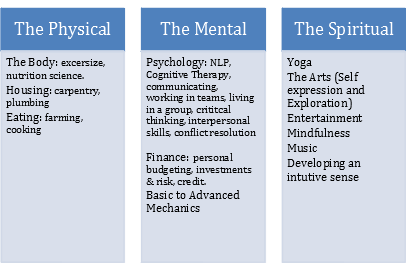 The Physical
The Body: excersize,
nutrition science.
Housing: carpentry,
plumbing
Eating: farming,
cooking
The Mental
Psychology: NLP,
Cognitive Therapy,
communicating,
working in teams, living
in a group, crititcal
thinking, interpersonal
skills, conflict resolution
Finance: personal
budgeting, investments
& risk, credit.
Basic to Advanced
Mechanics
The Spiritual
Yoga
The Arts (Self
expression and
Exploration)
Entertainment
Mindfulness
Music
Developing an
intutive sense